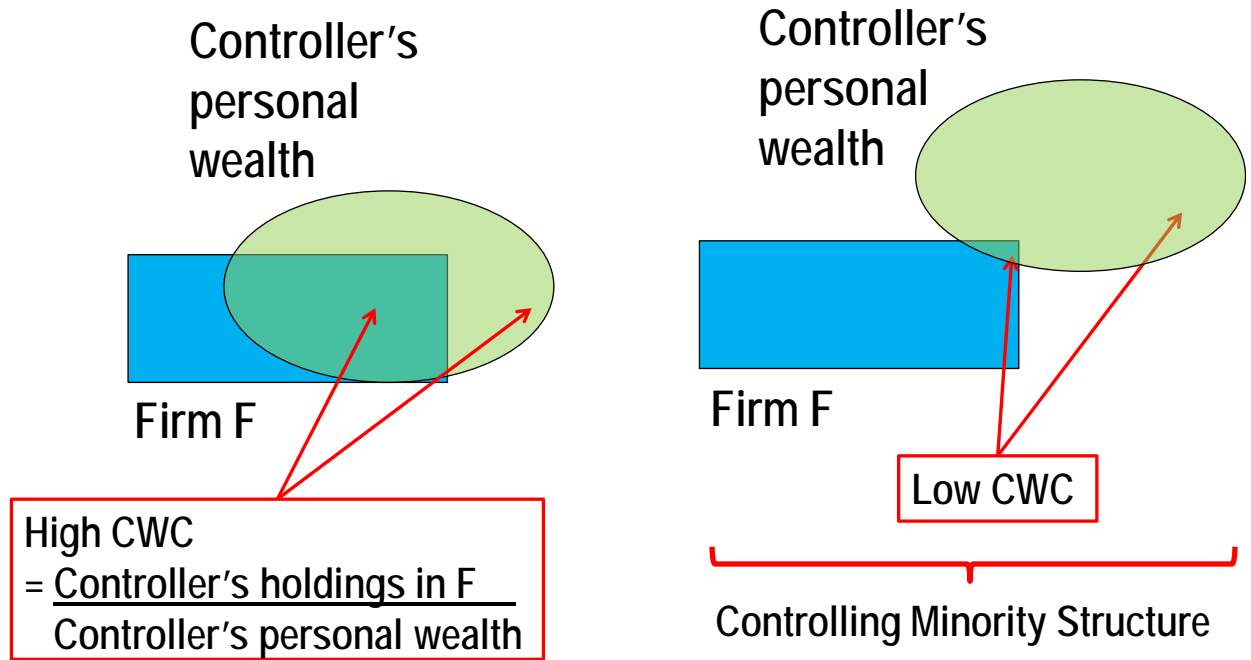 Controller's
personal
wealth
Firm F
High CWC
= Controller's holdings in F
Controller's personal wealth
Controller's
personal
wealth
Firm F
Low CWC
Controlling Minority Structure